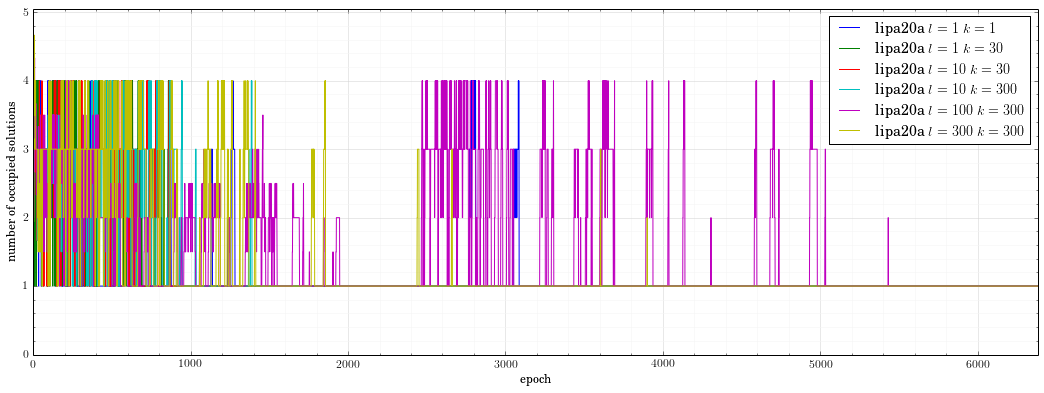 lipa20a l = 1 k = 1
lipa20a l = 1 k = 30
lipa20a l = 10 k = 30
lipa20a l = 10 k = 300
lipa20a l = 100 k = 300
lipa20a l = 300 k = 300
number of occupied solutions
5
4
3
2
1
0
0 1000 2000 3000 4000 5000 6000
epoch